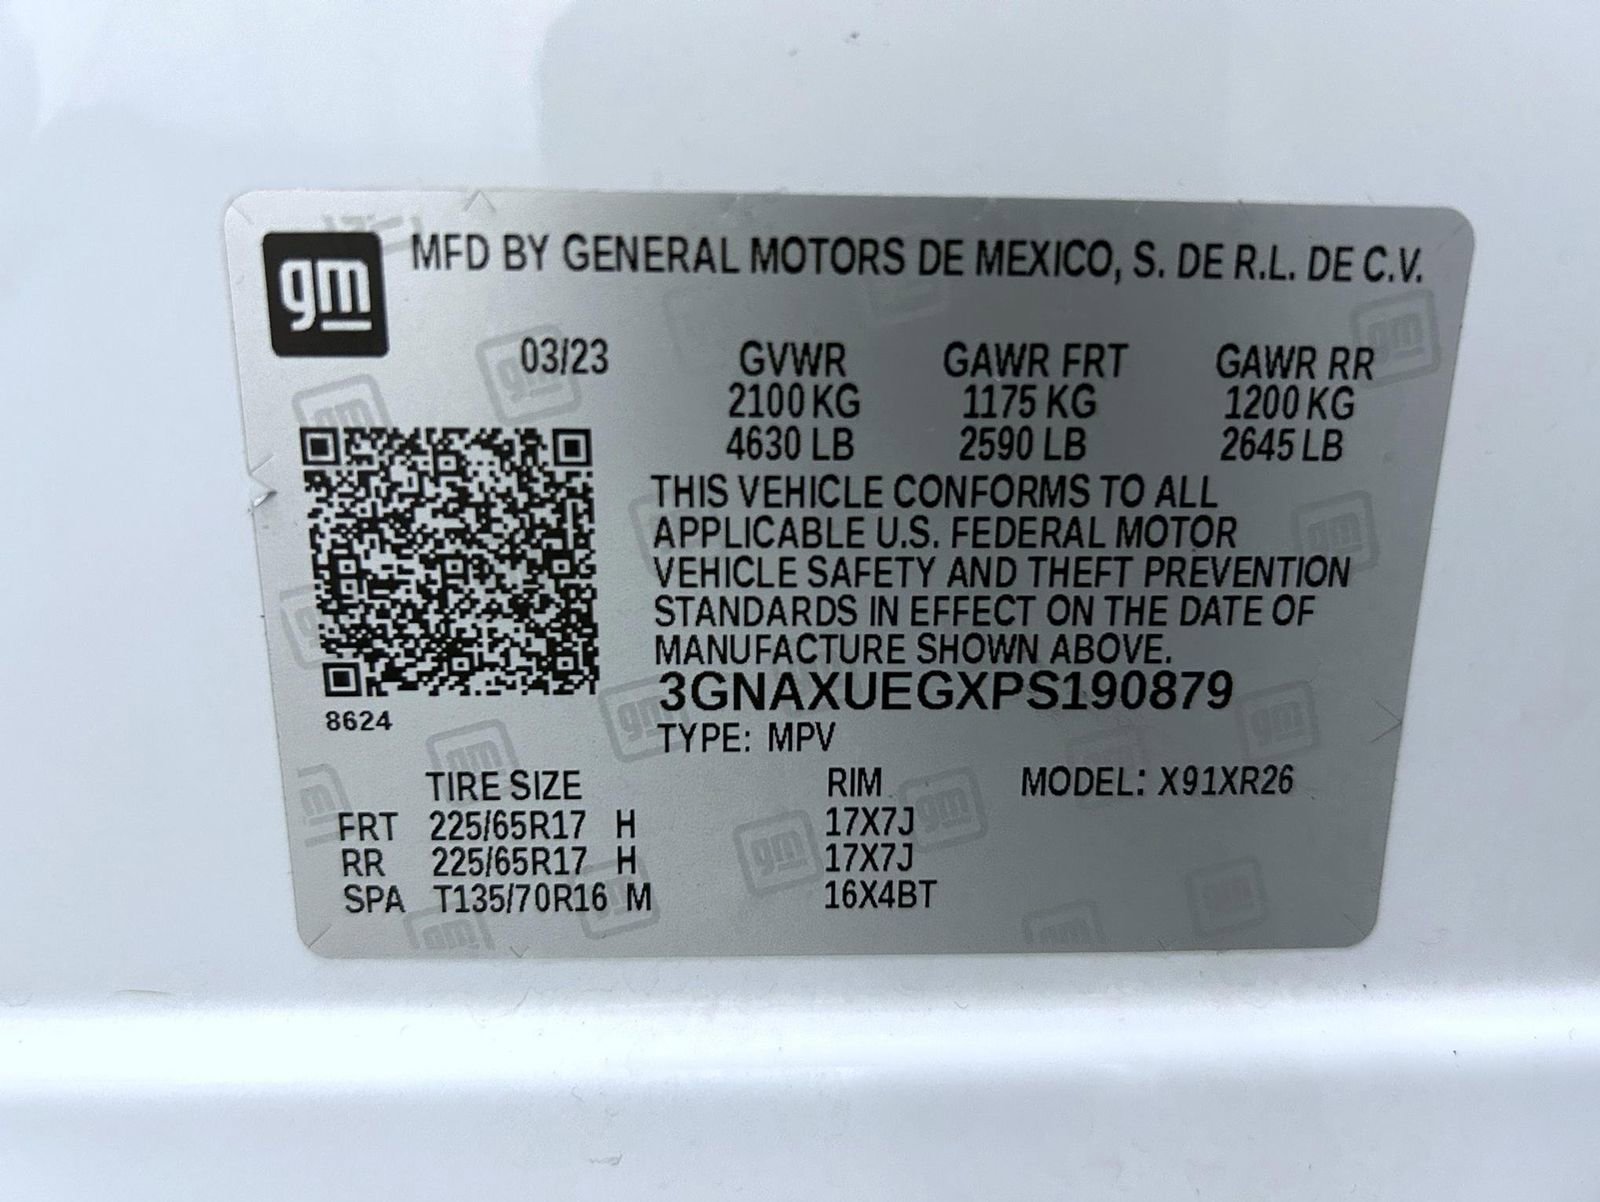 gm MFD BY GENERAL MOTORS DE MEXICO, S. DE R.L. DE C.V.
03/23 GVWR GAWR FRT GAWR RR
2100 KG 1175 KG 1200 KG
4630 LB 2590 LB 2645 LB
THIS VEHICLE CONFORMS TO ALL
APPLICABLE U.S. FEDERAL MOTOR
VEHICLE SAFETY AND THEFT PREVENTION
STANDARDS IN EFFECT ON THE DATE OF
MANUFACTURE SHOWN ABOVE.
3GNAXUEGXPS190879
8624
TYPE: MPV
TIRE SIZE RIM MODEL: X91XR26
FRT 225/65R17 H 17X7J
RR 225/65R17 H 17X7J
SPA T135/70R16 M 16X4BT